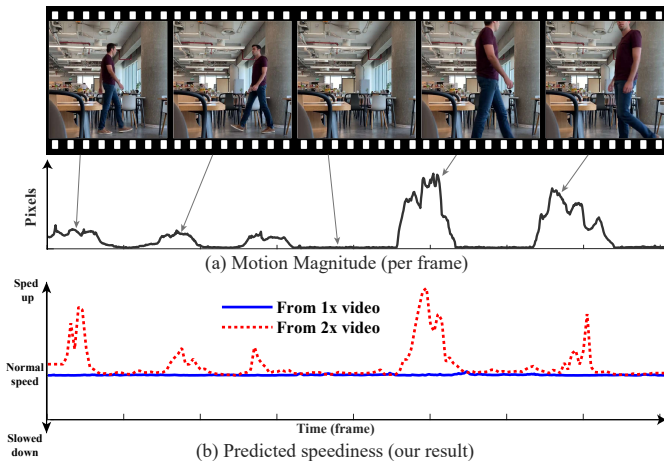 Pixels
(a) Motion Magnitude (per frame)
Sped
up
From 1x video
From 2x video
Normal
speed
Time (frame)
Slowed
down
(b) Predicted speediness (our result)